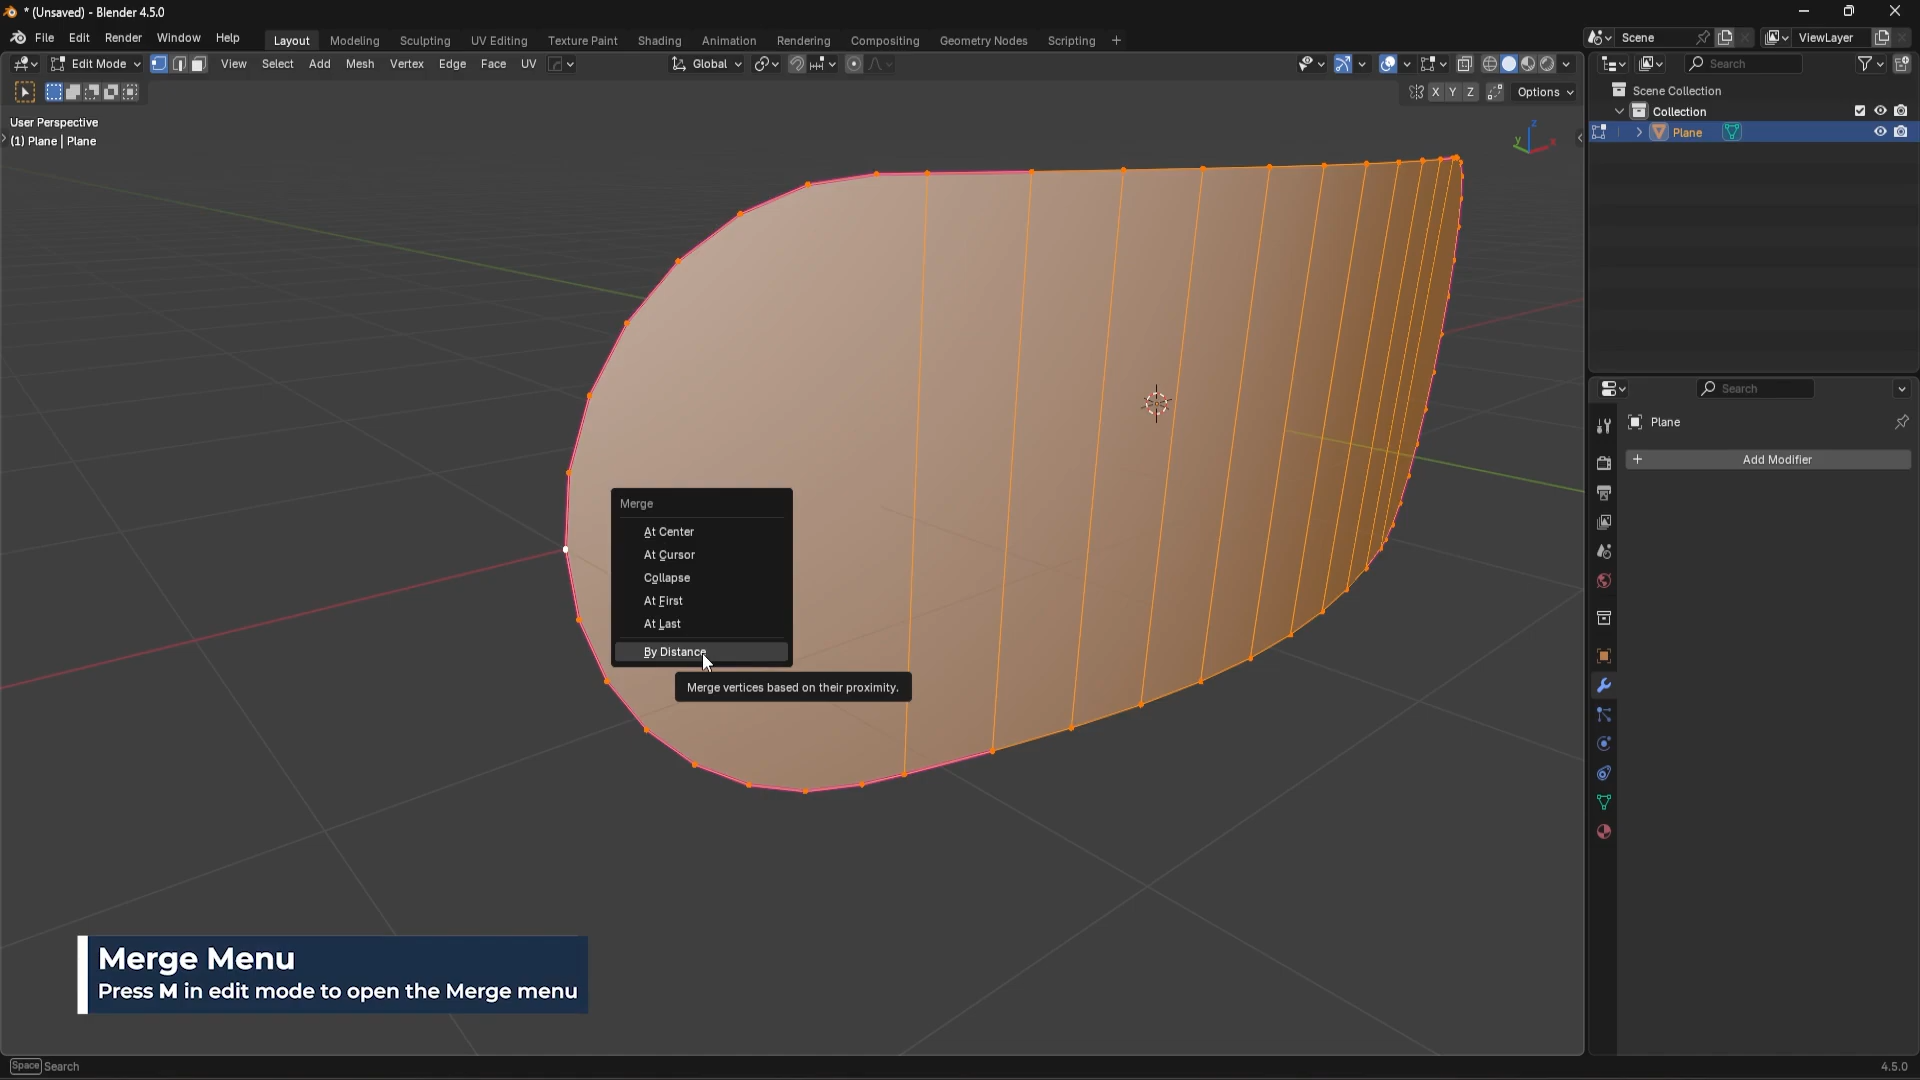 * (Unsaved) - Blender 4.5.0
File Edit Render Window Help
Layout Modeling Sculpting UV Editing Texture Paint Shading Animation Rendering Compositing Geometry Nodes Scripting +
Scene
ViewLayer
Edit Mode
View Select Add Mesh Vertex Edge Face UV
Global
Search
X Y Z
Options
User Perspective
(1) Plane | Plane
Scene Collection
Collection
Plane
Z
Y
X
Search
Plane
+ Add Modifier
Merge
At Center
At Cursor
Collapse
At First
At Last
By Distance
Merge vertices based on their proximity.
Merge Menu
Press M in edit mode to open the Merge menu
Space Search
4.5.0